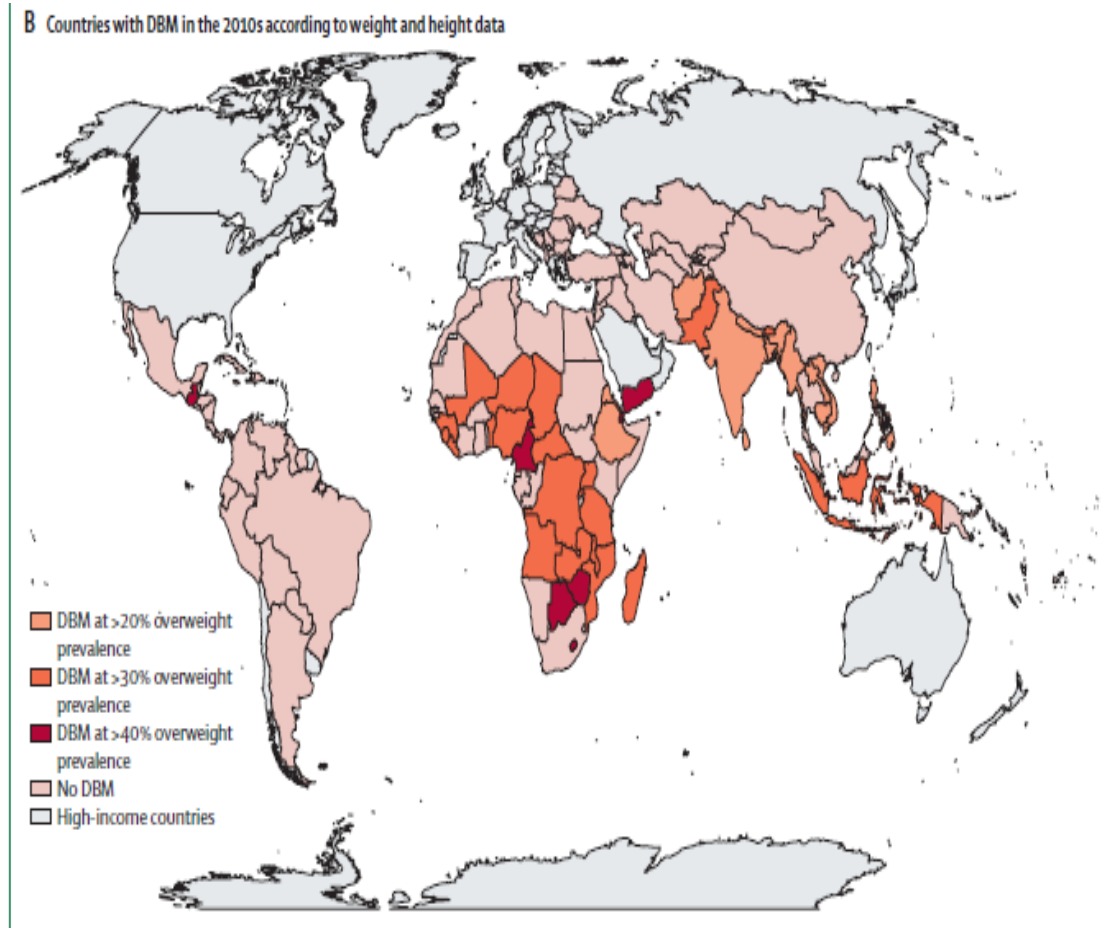 B Countries with DBM in the 2010s according to weight and height data
DBM at >20% overweight
prevalence
DBM at >30% overweight
prevalence
DBM at >40% overweight
prevalence
No DBM
High-income countries